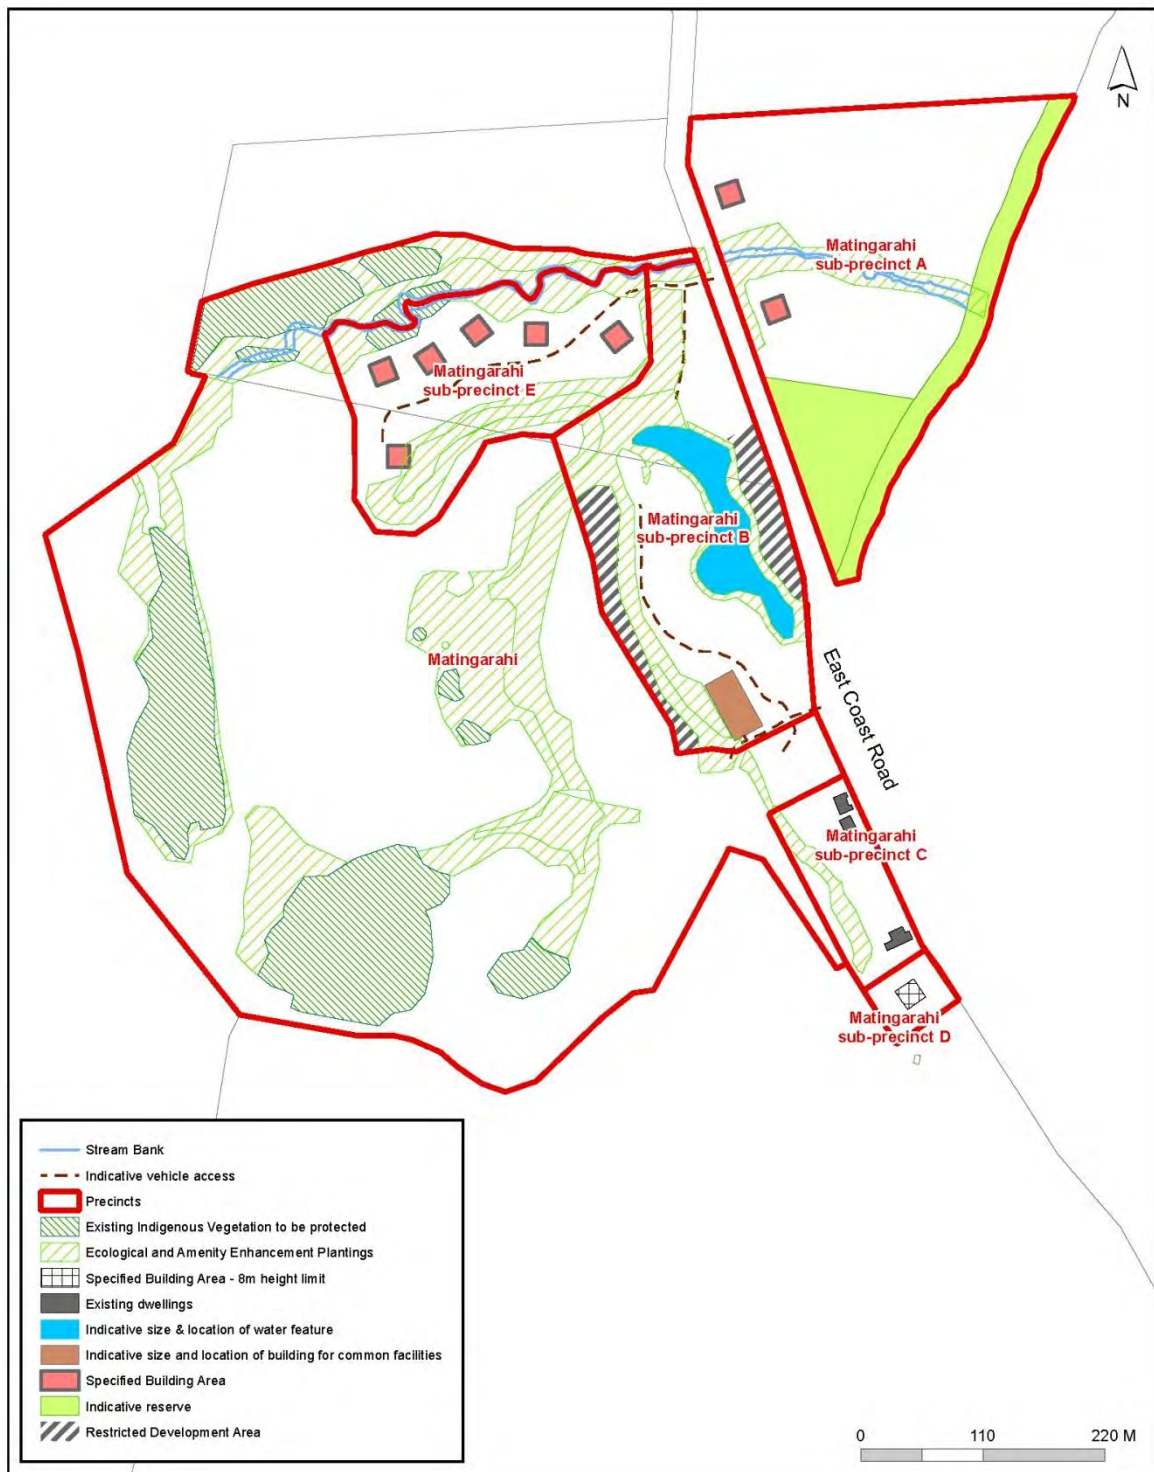 N
Matingarahi
sub-precinct A
Matingarahi
sub-precinct E
Matingarahi
sub-precinct B
Matingarahi
East Coast Road
Matingarahi
sub-precinct C
Matingarahi
sub-precinct D
Stream Bank
Indicative vehicle access
Precincts
Existing Indigenous Vegetation to be protected
Ecological and Amenity Enhancement Plantings
Specified Building Area - 8m height limit
Existing dwellings
Indicative size & location of water feature
Indicative size and location of building for common facilities
Specified Building Area
Indicative reserve
Restricted Development Area
0 110 220 M